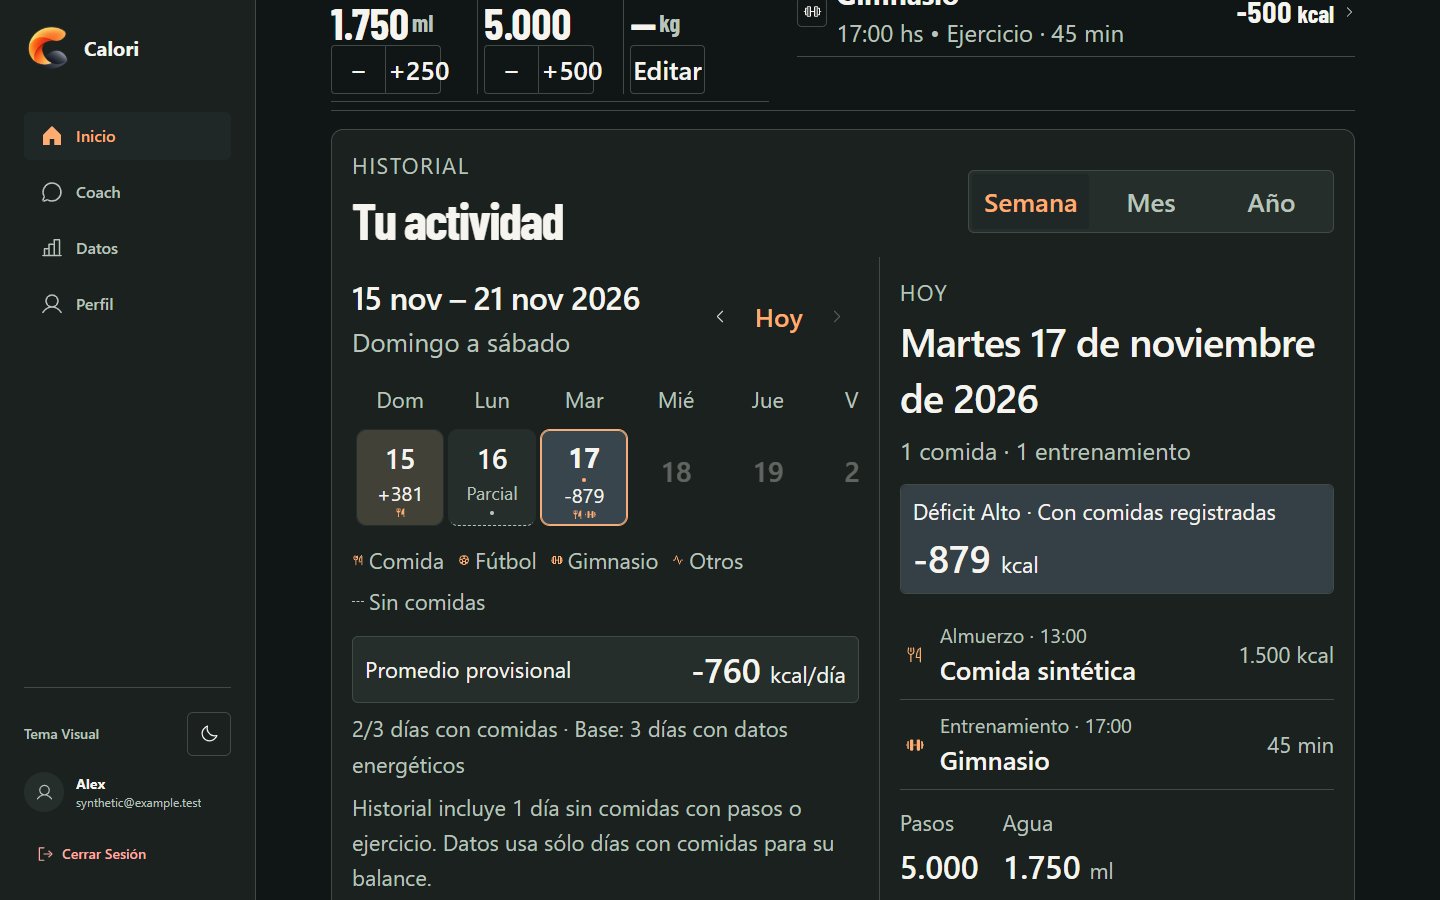 Calori
Inicio
Coach
Datos
Perfil
Tema Visual
Alex
synthetic@example.test
Cerrar Sesión
1.750 ml
5.000
— kg
− +250
− +500
Editar
Gimnasio
17:00 hs • Ejercicio · 45 min
-500 kcal
HISTORIAL
Tu actividad
Semana Mes Año
15 nov – 21 nov 2026
Domingo a sábado
Hoy
Dom Lun Mar Mié Jue V
15 16 17 18 19 2
+381 Parcial -879
Comida Fútbol Gimnasio Otros
Sin comidas
Promedio provisional -760 kcal/día
2/3 días con comidas · Base: 3 días con datos
energéticos
Historial incluye 1 día sin comidas con pasos o
ejercicio. Datos usa sólo días con comidas para su
balance.
HOY
Martes 17 de noviembre
de 2026
1 comida · 1 entrenamiento
Déficit Alto · Con comidas registradas
-879 kcal
Almuerzo · 13:00
Comida sintética
1.500 kcal
Entrenamiento · 17:00
Gimnasio
45 min
Pasos Agua
5.000 1.750 ml